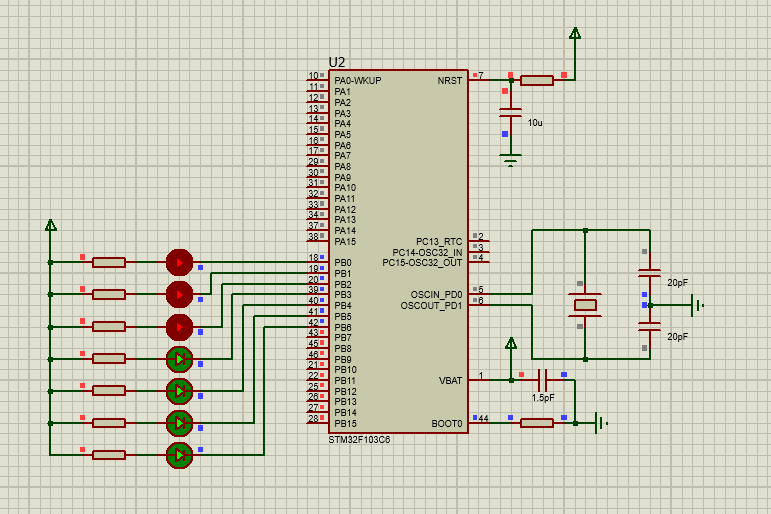 U2
10 PA0-WKUP NRST 7
11 PA1
12 PA2
13 PA3
14 PA4
15 PA5
16 PA6
17 PA7
29 PA8
30 PA9
31 PA10
32 PA11
33 PA12
34 PA13
37 PA14
38 PA15
PC13_RTC 2
PC14-OSC32_IN 3
PC15-OSC32_OUT 4
18 PB0
19 PB1
20 PB2
39 PB3
40 PB4
41 PB5
42 PB6
43 PB7
45 PB8
46 PB9
21 PB10
22 PB11
25 PB12
26 PB13
27 PB14
28 PB15
OSCIN_PD0 5
OSCOUT_PD1 6
VBAT 1
BOOT0 44
STM32F103C6
10u
20pF
20pF
1.5pF